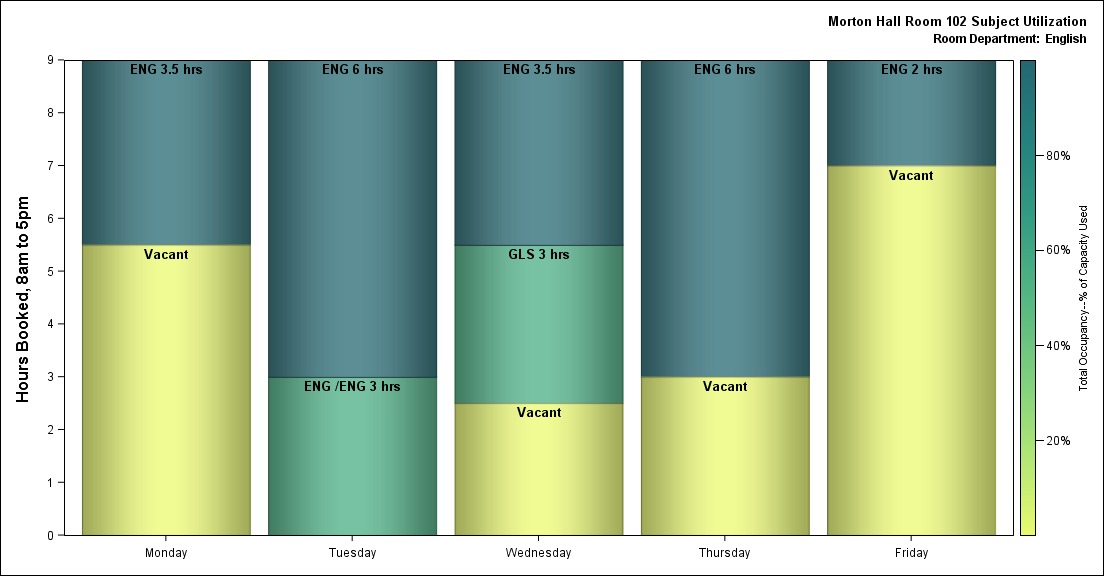 Morton Hall Room 102 Subject Utilization
Room Department: English
Hours Booked, 8am to 5pm
9
8
7
6
5
4
3
2
1
0
ENG 3.5 hrs
Vacant
ENG 6 hrs
ENG /ENG 3 hrs
ENG 3.5 hrs
GLS 3 hrs
Vacant
ENG 6 hrs
Vacant
ENG 2 hrs
Vacant
Monday
Tuesday
Wednesday
Thursday
Friday
80%
60%
40%
20%
Total Occupancy--% of Capacity Used